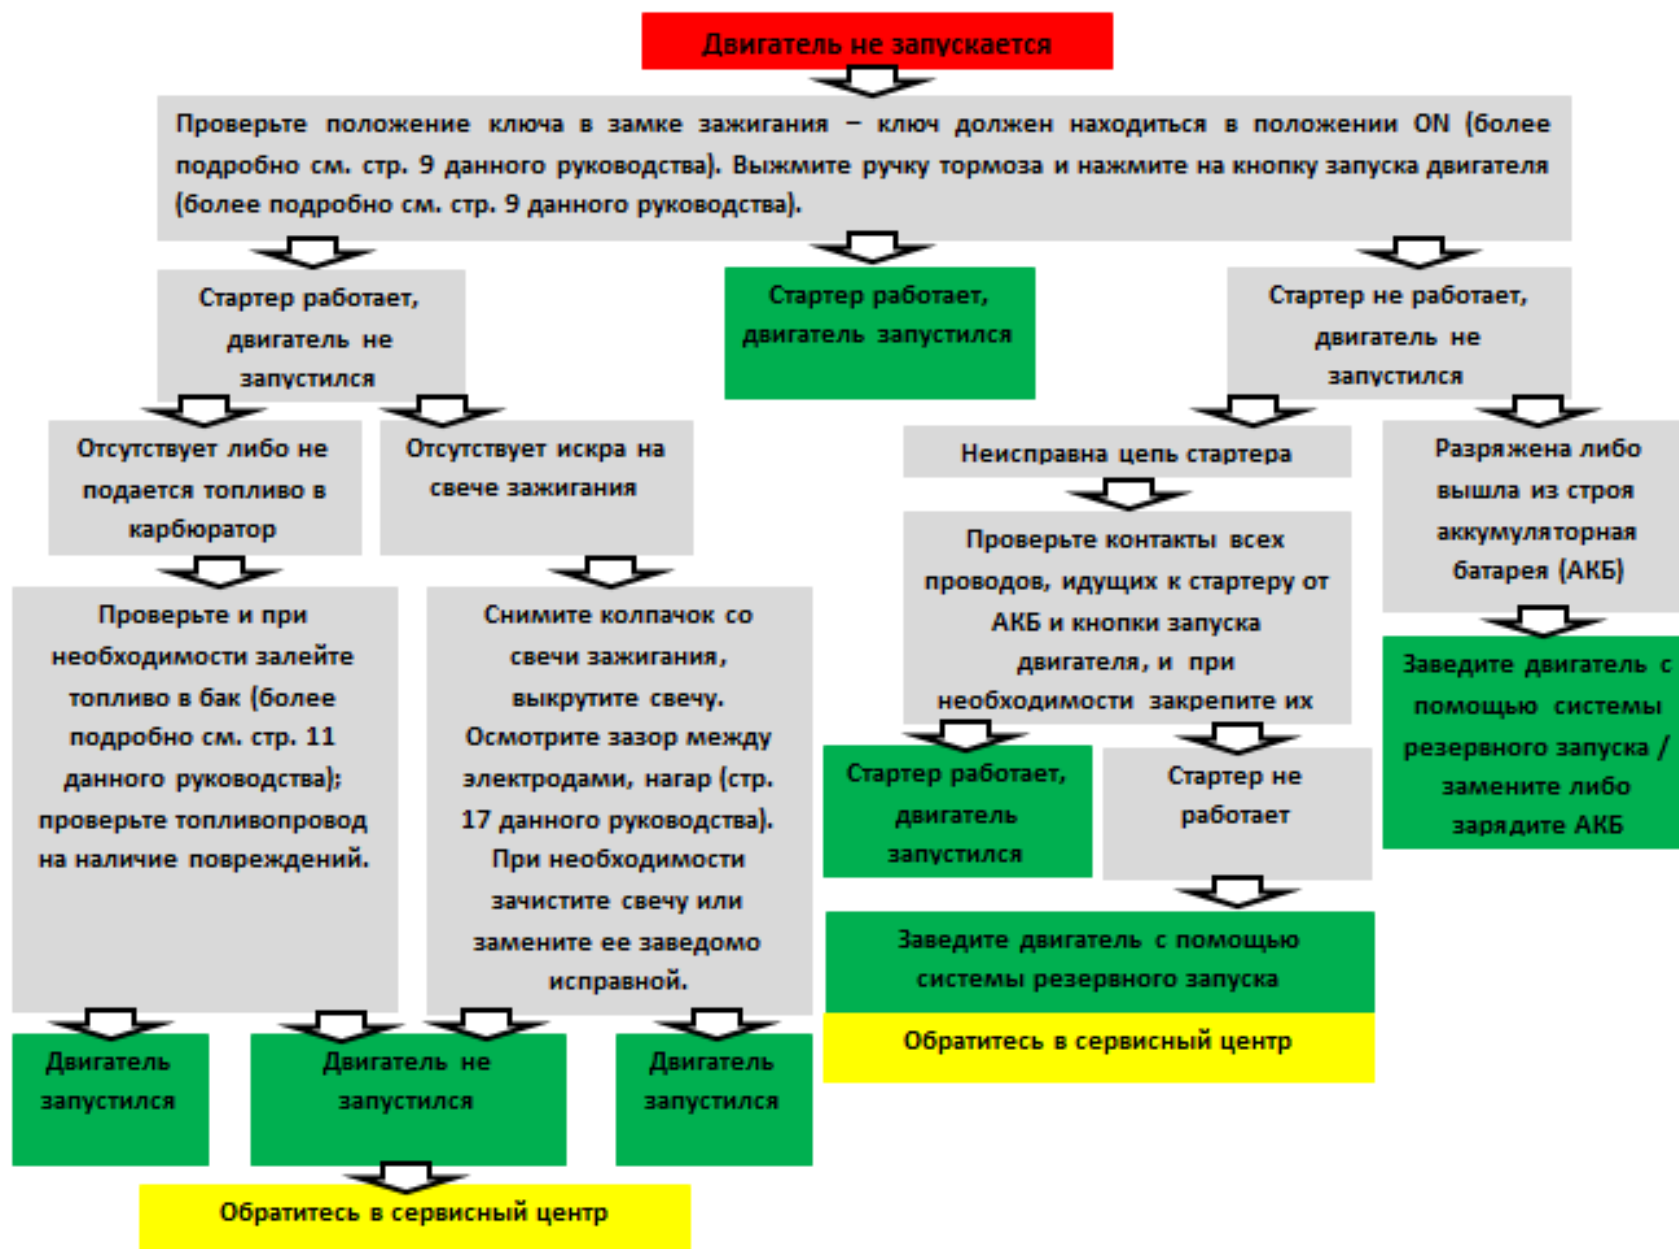 Двигатель не запускается
Проверьте положение ключа в замке зажигания – ключ должен находиться в положении ON (более
подробно см. стр. 9 данного руководства). Выжмите ручку тормоза и нажмите на кнопку запуска двигателя
(более подробно см. стр. 9 данного руководства).
Стартер работает,
двигатель не
запустился
Стартер работает,
двигатель запустился
Стартер не работает,
двигатель не
запустился
Отсутствует либо не
подается топливо в
карбюратор
Отсутствует искра на
свече зажигания
Неисправна цепь стартера
Разряжена либо
вышла из строя
аккумуляторная
батарея (АКБ)
Проверьте и при
необходимости залейте
топливо в бак (более
подробно см. стр. 11
данного руководства);
проверьте топливопровод
на наличие повреждений.
Снимите колпачок со
свечи зажигания,
выкрутите свечу.
Осмотрите зазор между
электродами, нагар (стр.
17 данного руководства).
При необходимости
зачистите свечу или
замените ее заведомо
исправной.
Проверьте контакты всех
проводов, идущих к стартеру от
АКБ и кнопки запуска
двигателя, и при
необходимости закрепите их
Заведите двигатель с
помощью системы
резервного запуска /
замените либо
зарядите АКБ
Стартер работает,
двигатель
запустился
Стартер не
работает
Заведите двигатель с помощью
системы резервного запуска
Обратитесь в сервисный центр
Двигатель
запустился
Двигатель не
запустился
Двигатель
запустился
Обратитесь в сервисный центр